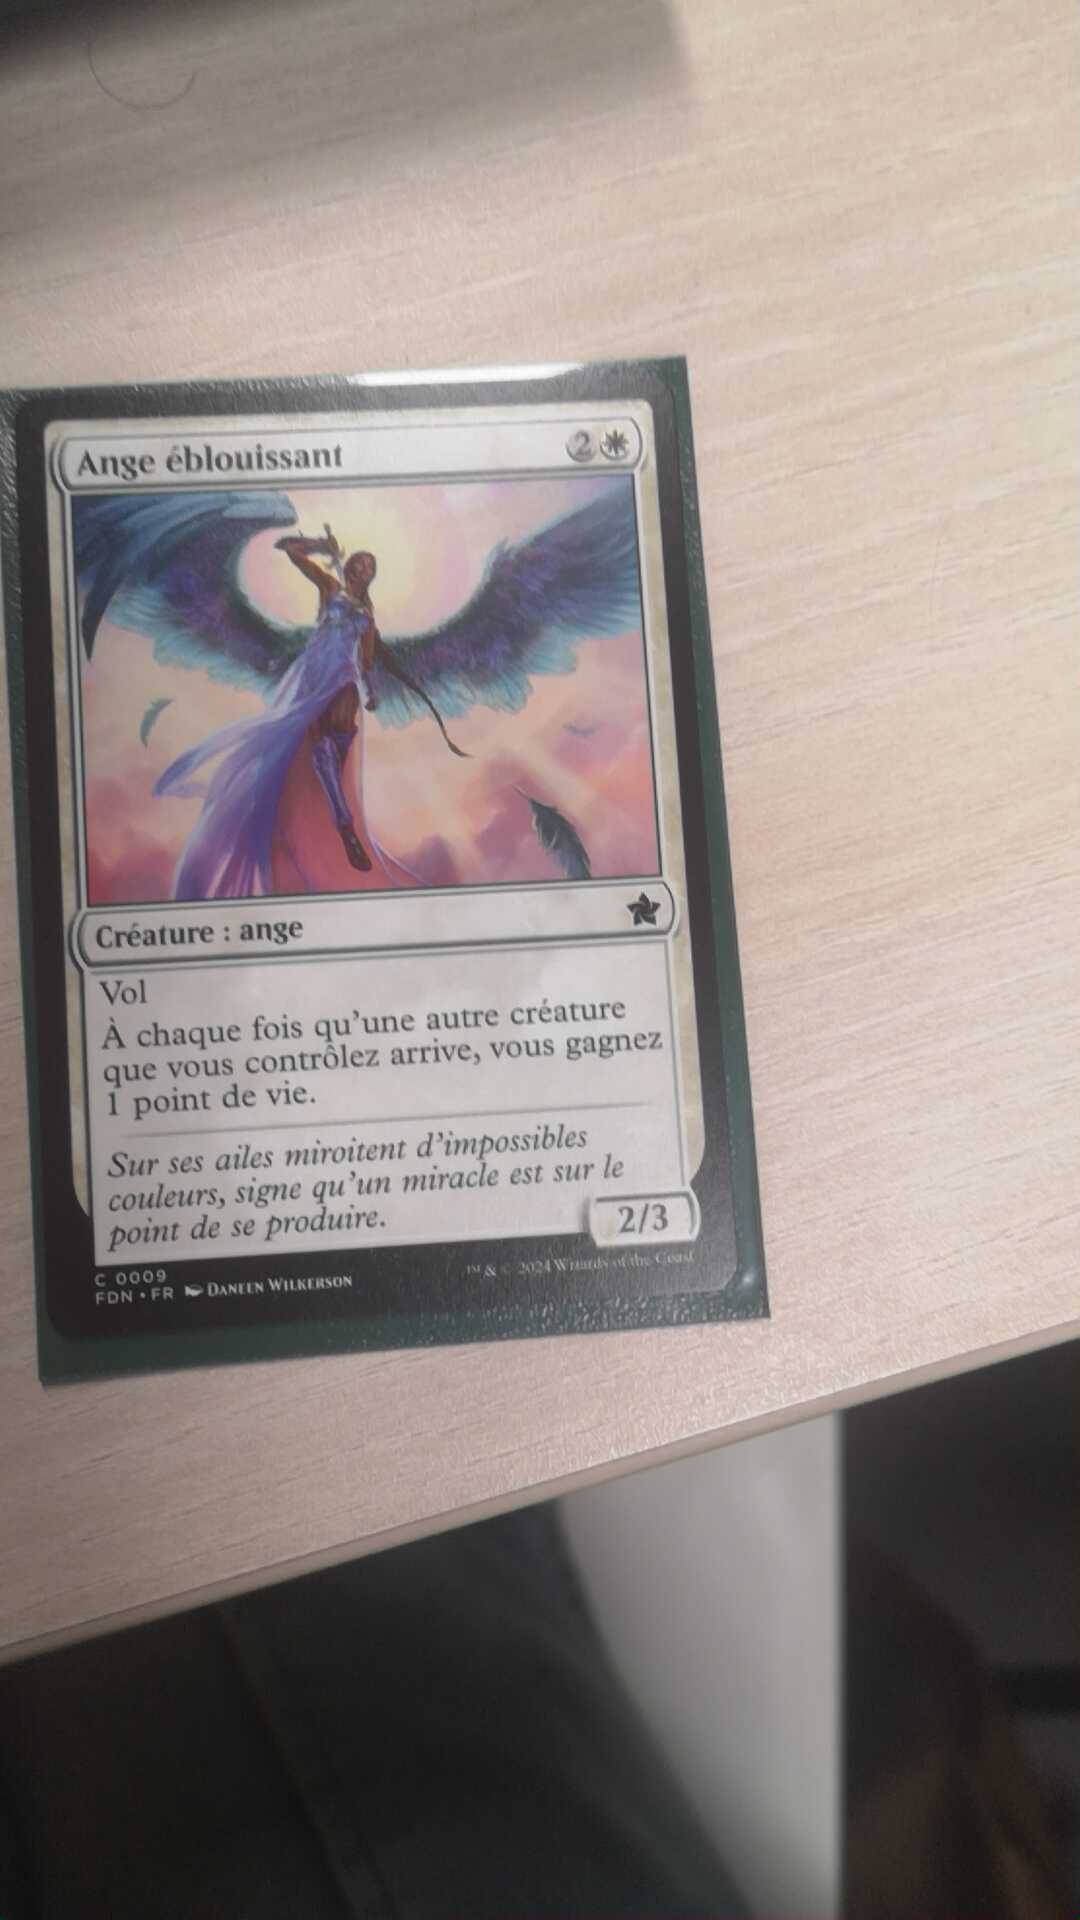 Ange éblouissant 2
Créature : ange
Vol
À chaque fois qu'une autre créature
que vous contrôlez arrive, vous gagnez
1 point de vie.
Sur ses ailes miroitent d'impossibles
couleurs, signe qu'un miracle est sur le
point de se produire.
2/3
C 0009
FDN • FR DANEEN WILKERSON
™ & © 2024 Wizards of the Coast